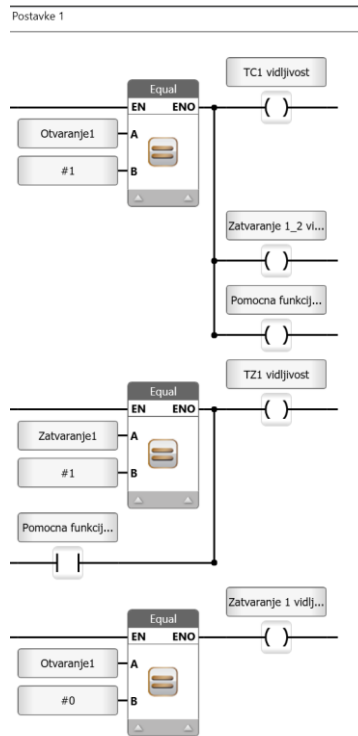 Postavke 1
TC1 vidljivost
Equal
EN ENO
Otvaranje1
A
#1
B
Zatvaranje 1_2 vi...
Pomocna funkcij...
TZ1 vidljivost
Equal
EN ENO
Zatvaranje1
A
#1
B
Pomocna funkcij...
Zatvaranje 1 vidlj...
Equal
EN ENO
Otvaranje1
A
#0
B